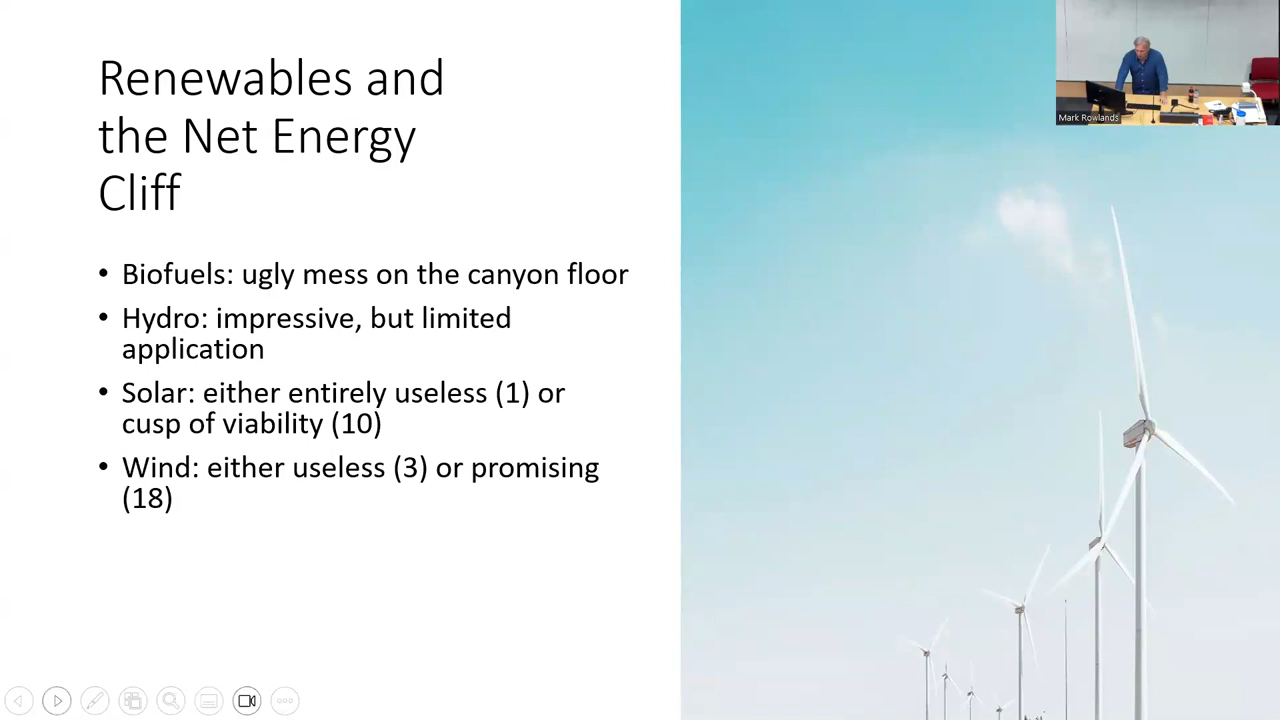 Renewables and
the Net Energy
Cliff
• Biofuels: ugly mess on the canyon floor
• Hydro: impressive, but limited
application
• Solar: either entirely useless (1) or
cusp of viability (10)
• Wind: either useless (3) or promising
(18)
Mark Rowlands